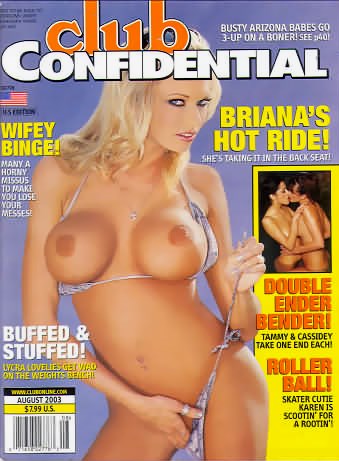 club
CONFIDENTIAL
BUSTY ARIZONA BABES GO
3-UP ON A BONER! SEE p40!
U.S EDITION
WIFEY
BINGE!
MANY A
HORNY
MISSUS
TO MAKE
YOU LOSE
YOUR
MESSES!
BRIANA'S
HOT RIDE!
SHE'S TAKING IT IN THE BACK SEAT!
DOUBLE
ENDER
BENDER!
TAMMY & CASSIDEY
TAKE ONE END EACH!
BUFFED &
STUFFED!
LYCRA LOVELIES GET WAD
ON THE WEIGHTS BENCH!
ROLLER
BALL!
SKATER CUTIE
KAREN IS
SCOOTIN' FOR
A ROOTIN'!
WWW.CLUBONLINE.COM
AUGUST 2003
$7.99 U.S.